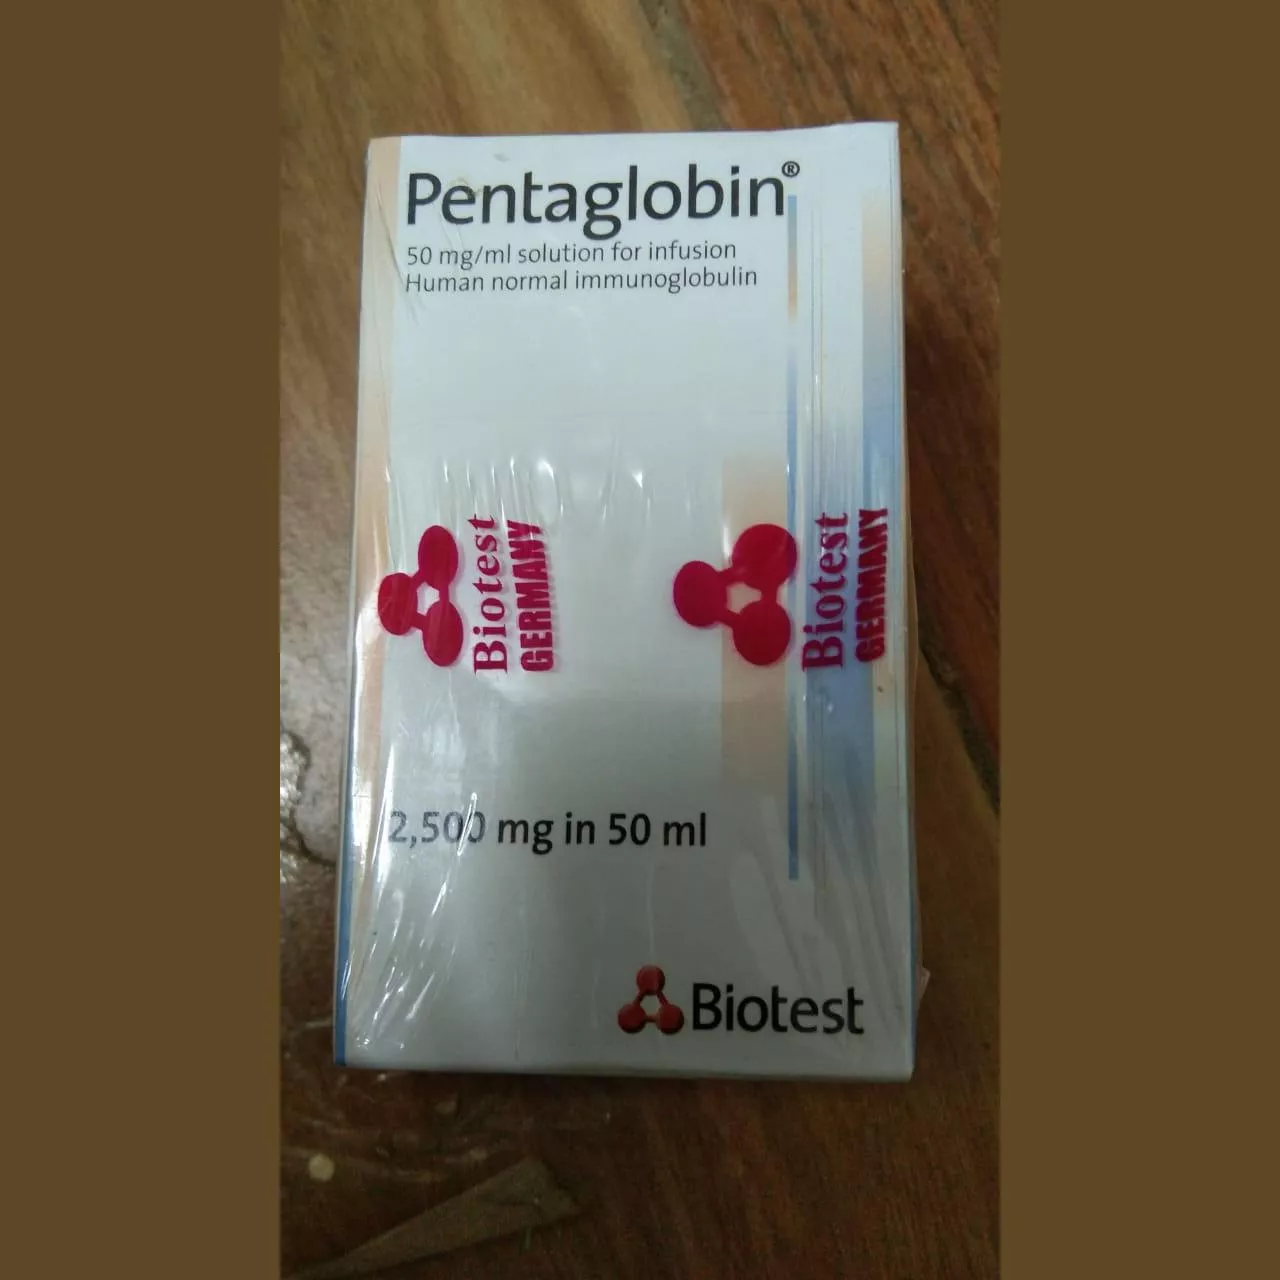 Pentaglobin®
50 mg/ml solution for infusion
Human normal immunoglobulin
Biotest
GERMANY
Biotest
GERMANY
2,500 mg in 50 ml
Biotest